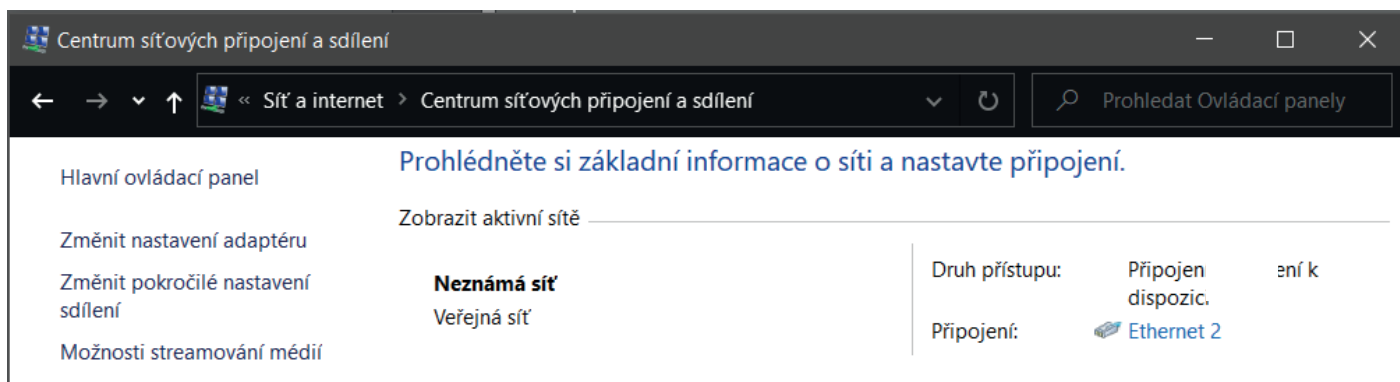 Centrum síťových připojení a sdílení
« Síť a internet > Centrum síťových připojení a sdílení
Prohledat Ovládací panely
Hlavní ovládací panel
Změnit nastavení adaptéru
Změnit pokročilé nastavení
sdílení
Možnosti streamování médií
Prohlédněte si základní informace o síti a nastavte připojení.
Zobrazit aktivní sítě
Neznámá síť
Veřejná síť
Druh přístupu:
k
Připojení:
Ethernet 2